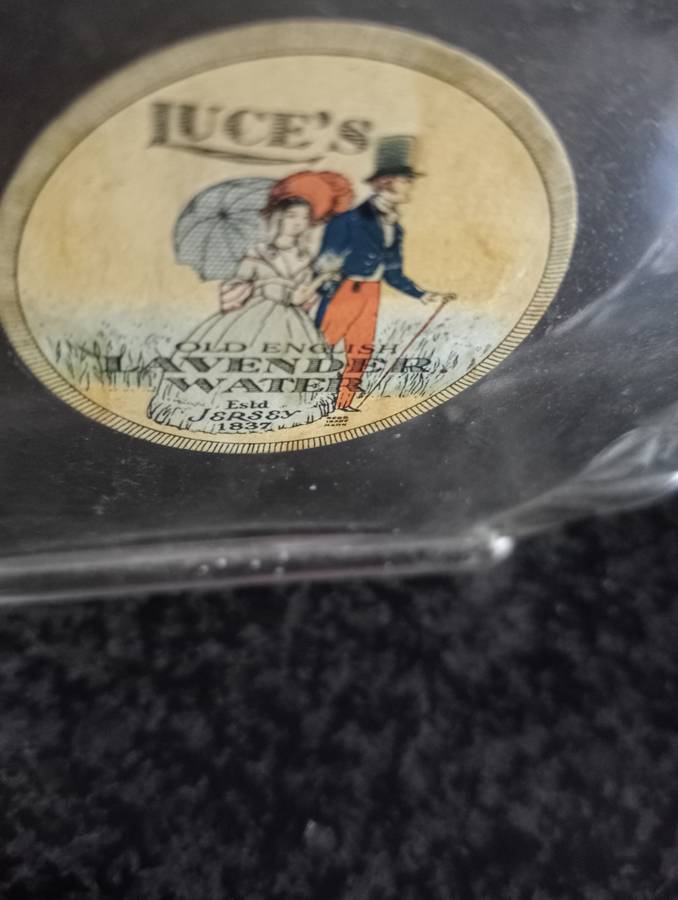 LUCE'S
OLD ENGLISH
LAVENDER
WATER
Estd
JERSEY
1837